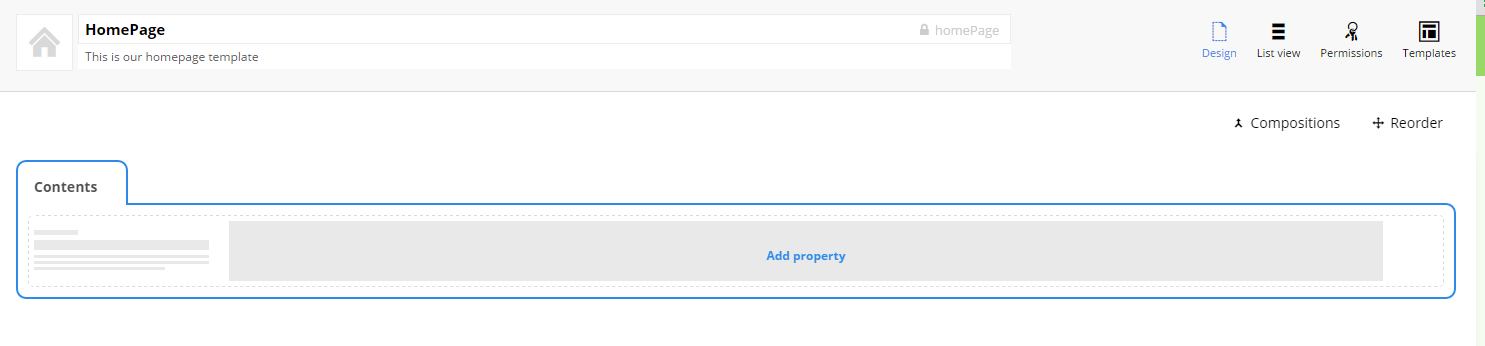 HomePage
homePage
This is our homepage template
Design
List view
Permissions
Templates
Compositions
Reorder
Contents
Add property